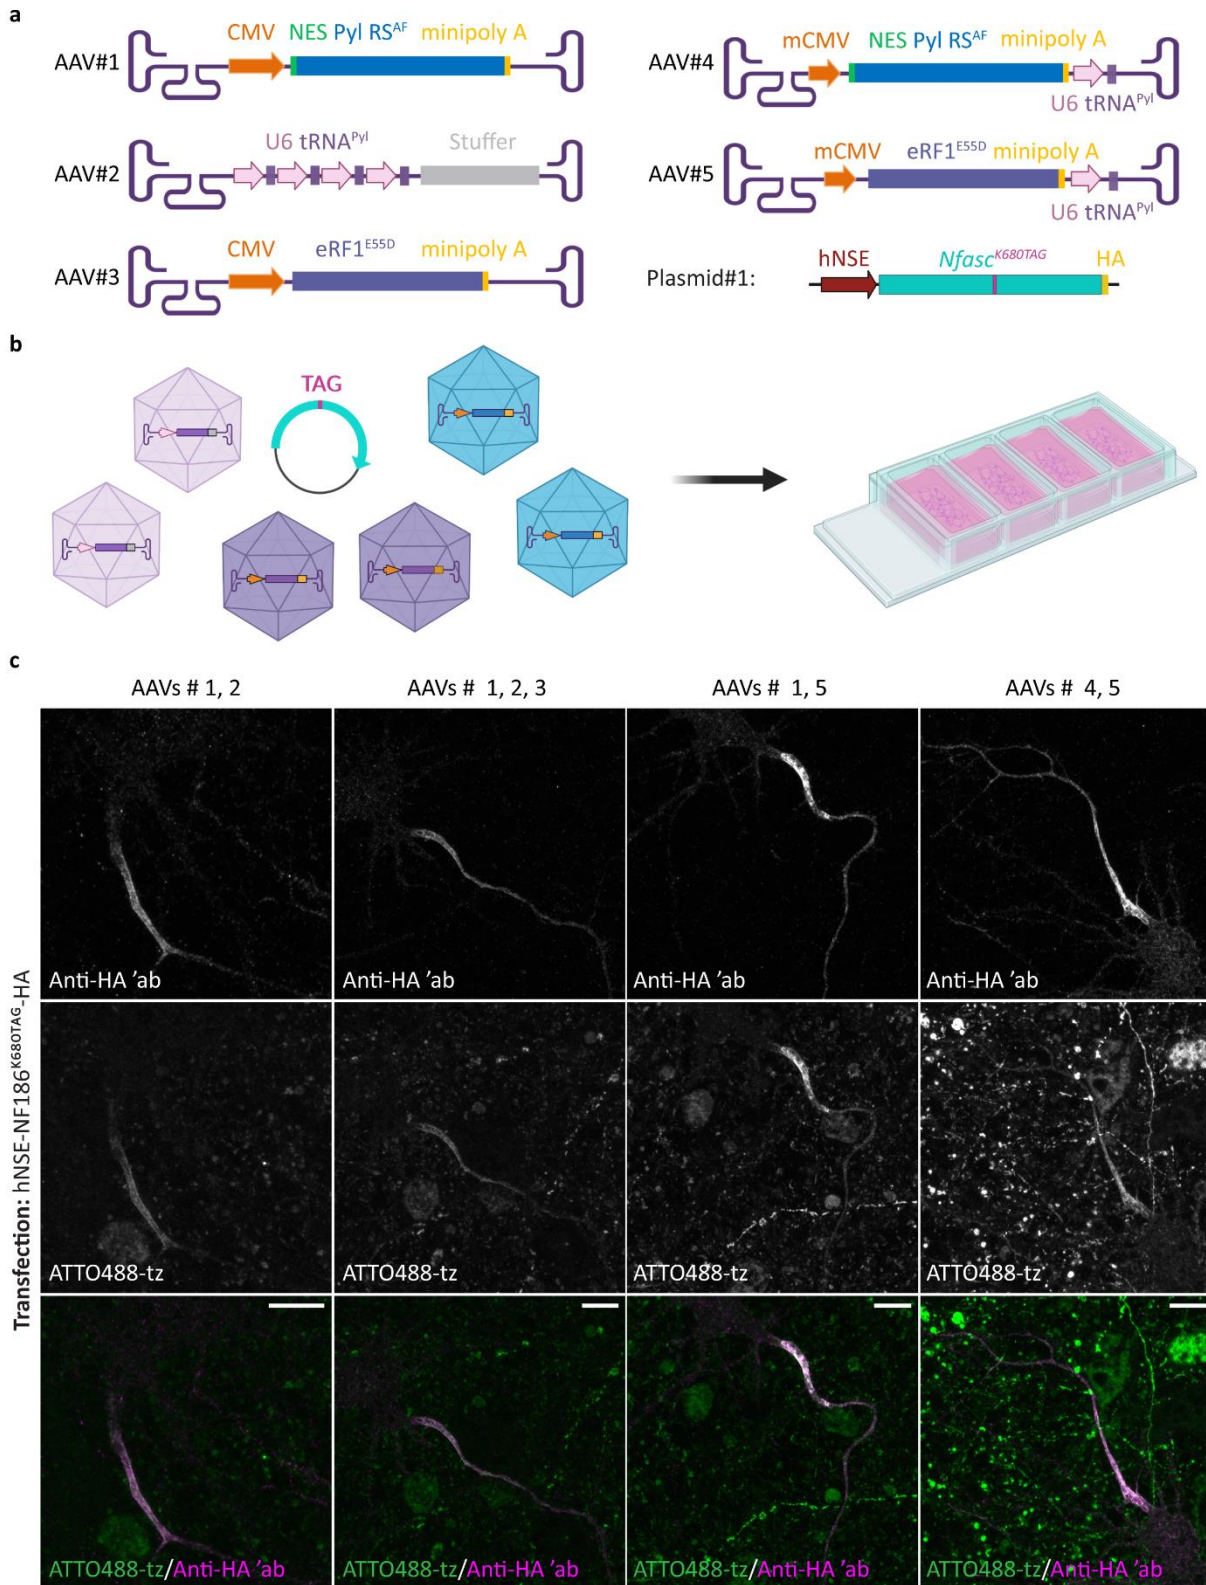 a
CMV NES Pyl RS^AF minipoly A
AAV#1
U6 tRNA^Pyl Stuffer
AAV#2
CMV eRF1^E55D minipoly A
AAV#3
mCMV NES Pyl RS^AF minipoly A
AAV#4
U6 tRNA^Pyl
mCMV eRF1^E55D minipoly A
AAV#5
U6 tRNA^Pyl
hNSE Nfasc^K680TAG HA
Plasmid#1:
b
TAG
c
AAVs # 1, 2 AAVs # 1, 2, 3 AAVs # 1, 5 AAVs # 4, 5
Transfection: hNSE-NF186^K680TAG-HA
Anti-HA 'ab Anti-HA 'ab Anti-HA 'ab Anti-HA 'ab
ATTO488-tz ATTO488-tz ATTO488-tz ATTO488-tz
ATTO488-tz/Anti-HA 'ab ATTO488-tz/Anti-HA 'ab ATTO488-tz/Anti-HA 'ab ATTO488-tz/Anti-HA 'ab